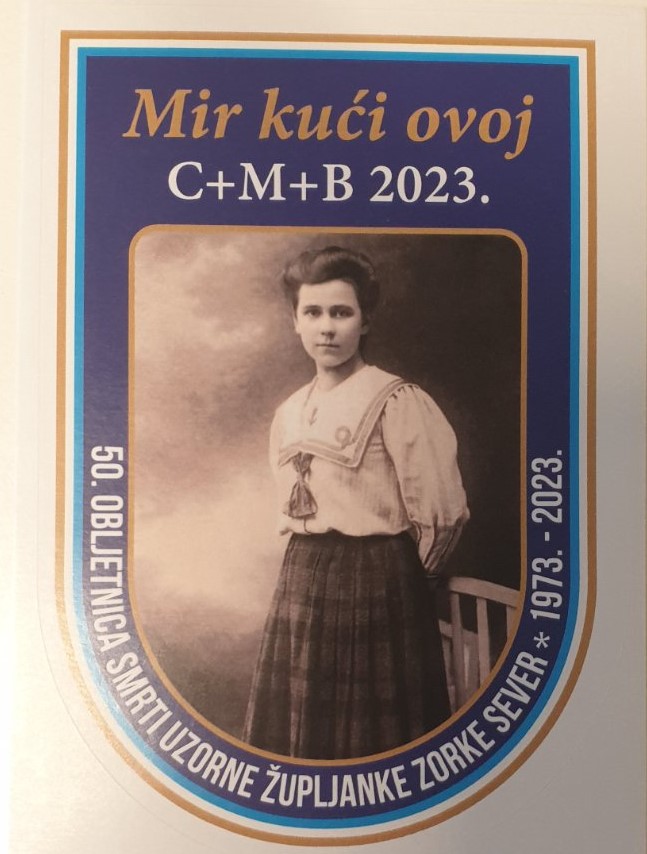 Mir kući ovoj
C+M+B 2023.
50. OBLJETNICA SMRTI UZORNE ŽUPLJANKE ZORKE SEVER * 1973. - 2023.